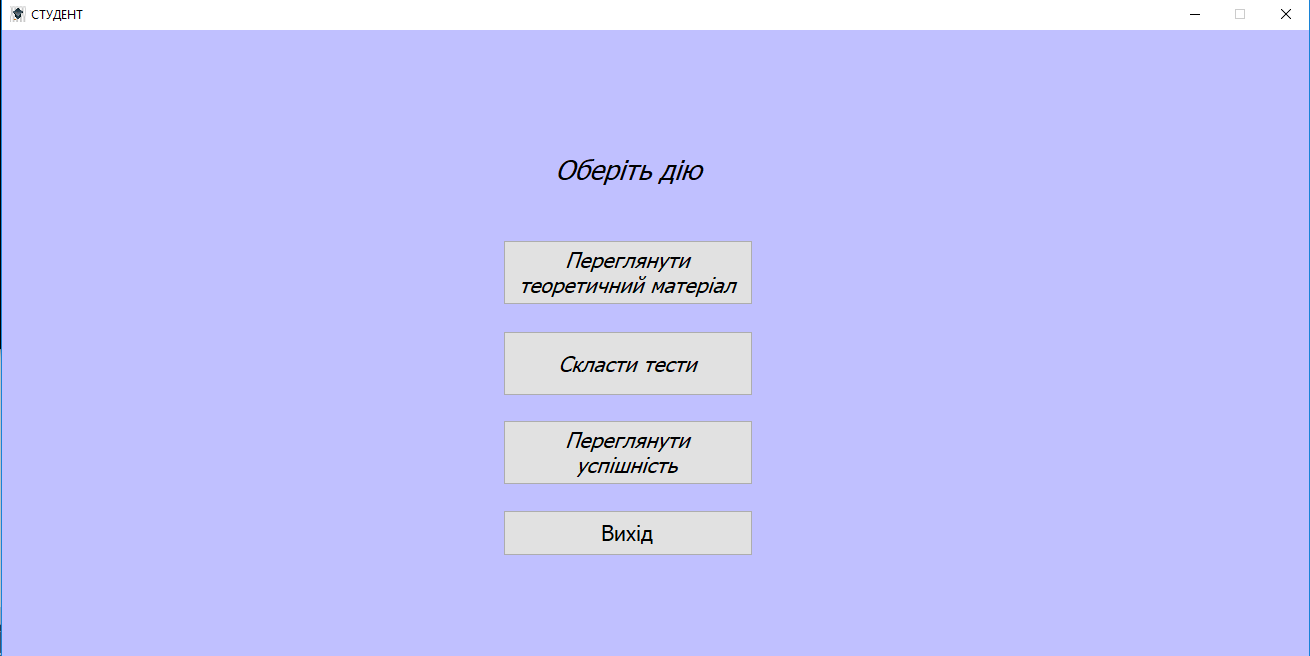 СТУДЕНТ
Оберіть дію
Переглянути
теоретичний матеріал
Скласти тести
Переглянути
успішність
Вихід